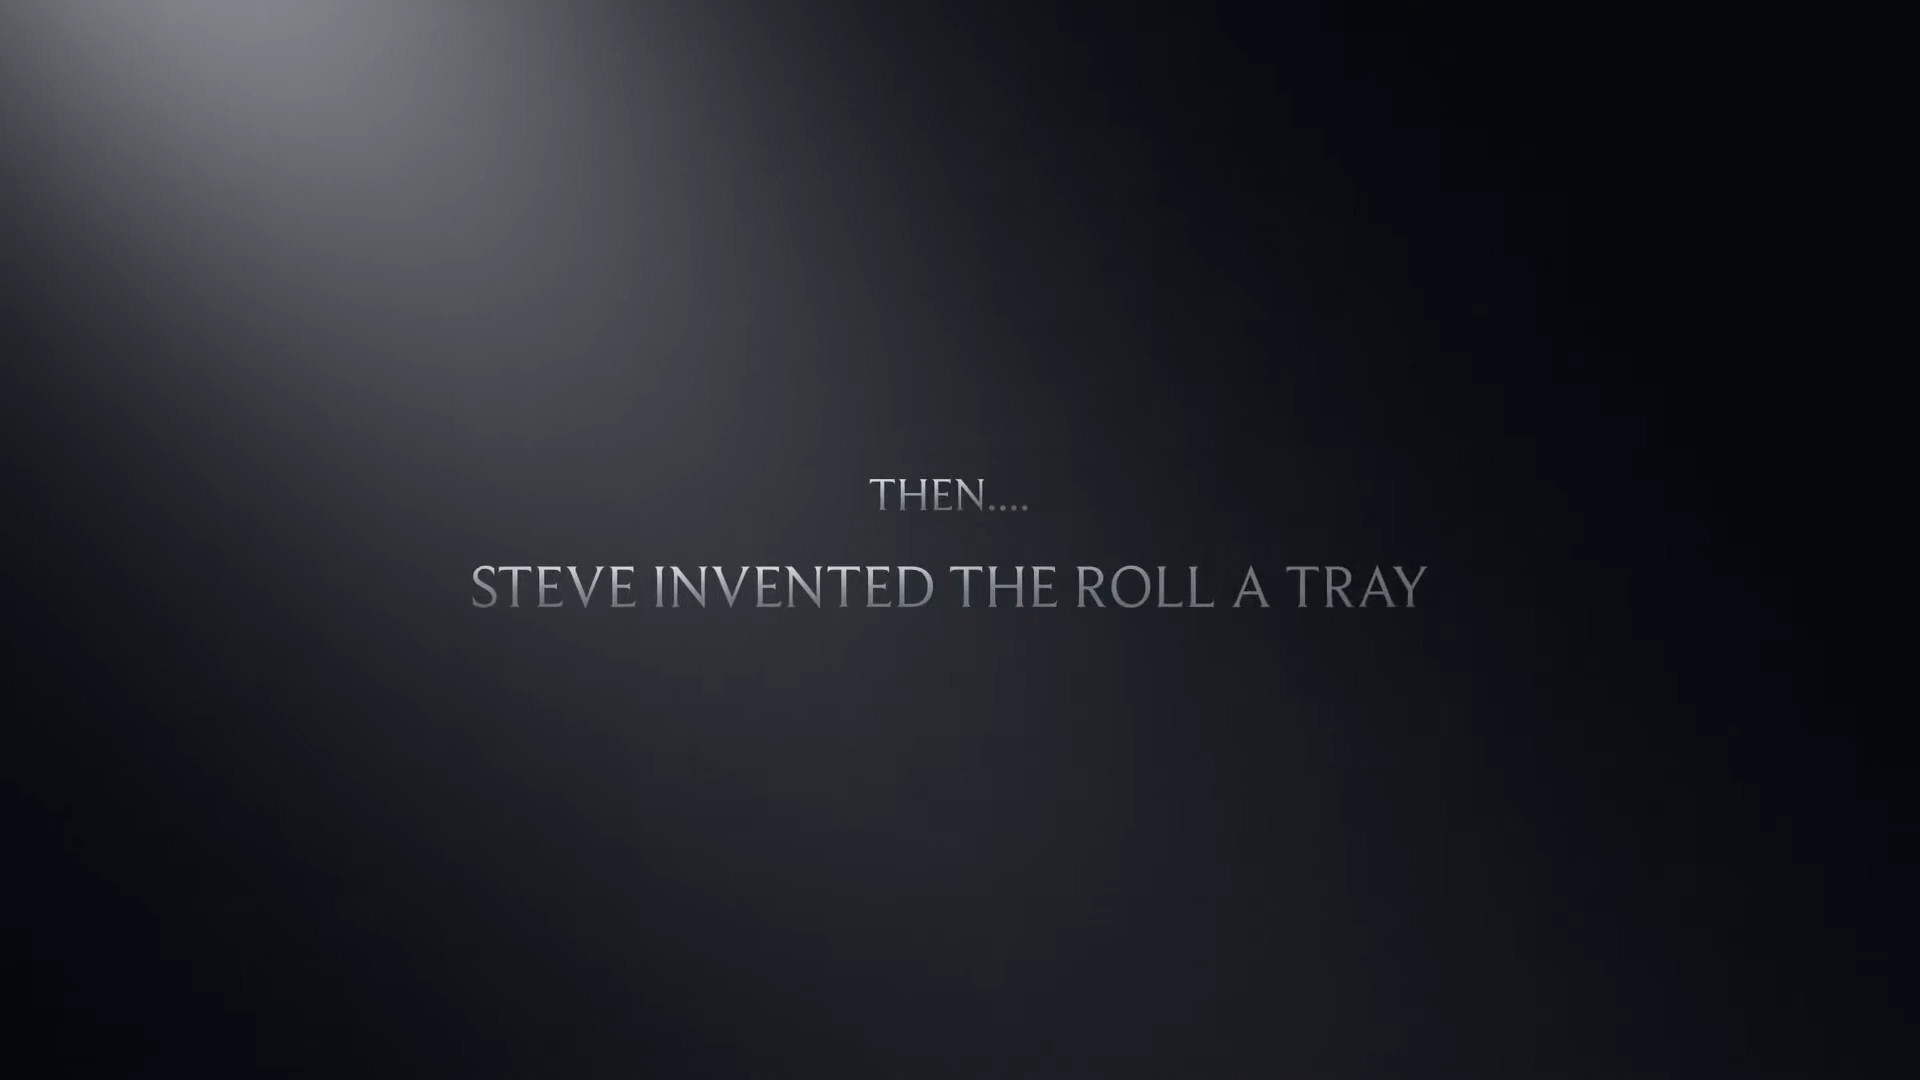 THEN....
STEVE INVENTED THE ROLL A TRAY